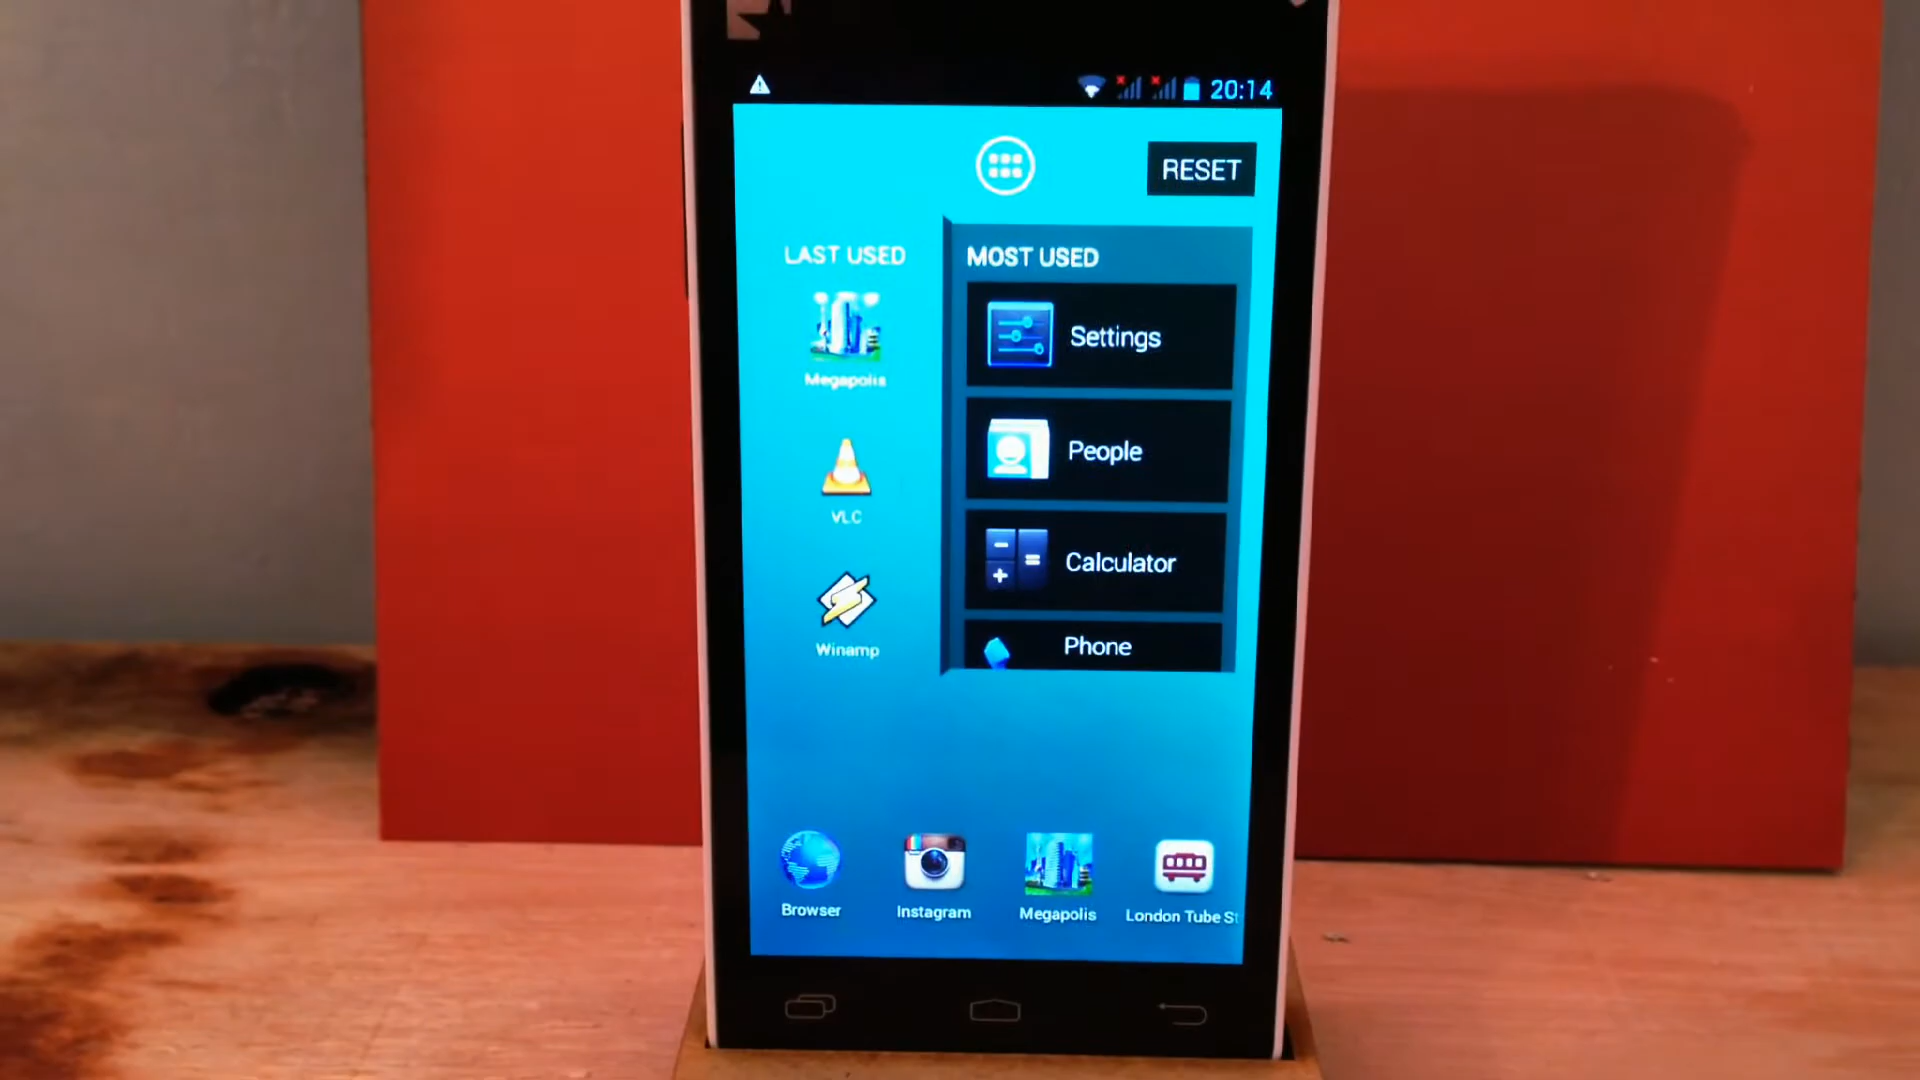 20:14
RESET
LAST USED
MOST USED
Megapolis
Settings
People
VLC
Calculator
Winamp
Phone
Browser
Instagram
Megapolis
London Tube St